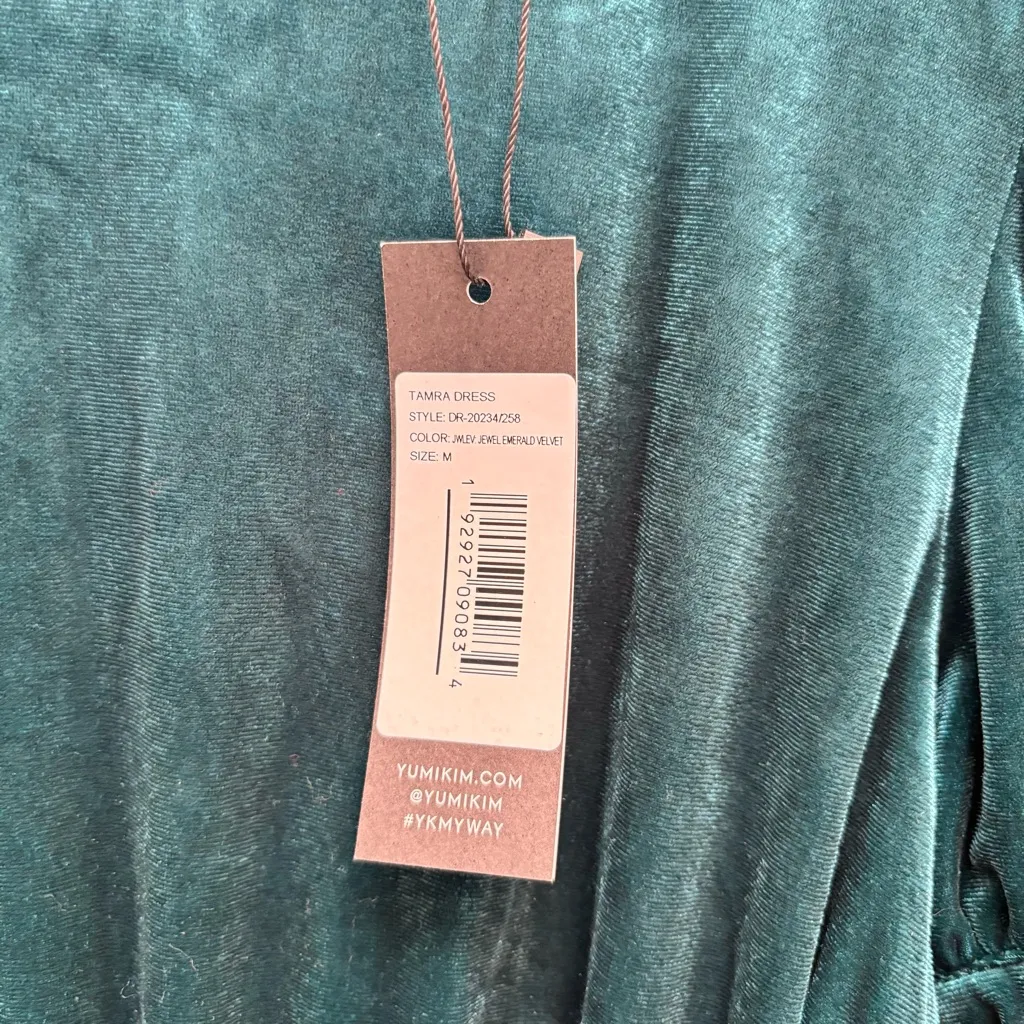 TAMRA DRESS
STYLE: DR-20234/258
COLOR: JWLEV: JEWEL EMERALD VELVET
SIZE: M
1 92927 09083 4
YUMIKIM.COM
@YUMIKIM
#YKMYWAY